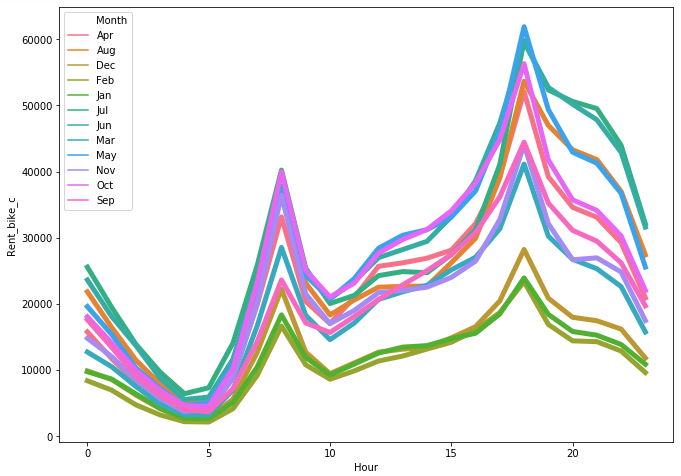 Month
Apr
Aug
Dec
Feb
Jan
Jul
Jun
Mar
May
Nov
Oct
Sep
60000
50000
40000
30000
20000
10000
0
Rent_bike_c
0 5 10 15 20
Hour